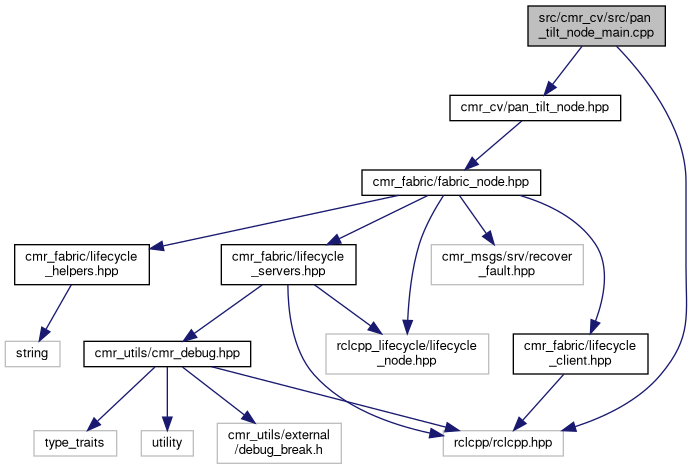 src/cmr_cv/src/pan
_tilt_node_main.cpp
cmr_cv/pan_tilt_node.hpp
cmr_fabric/fabric_node.hpp
cmr_fabric/lifecycle
_helpers.hpp
cmr_fabric/lifecycle
_servers.hpp
cmr_msgs/srv/recover
_fault.hpp
string
cmr_utils/cmr_debug.hpp
rclcpp_lifecycle/lifecycle
_node.hpp
cmr_fabric/lifecycle
_client.hpp
type_traits
utility
cmr_utils/external
/debug_break.h
rclcpp/rclcpp.hpp